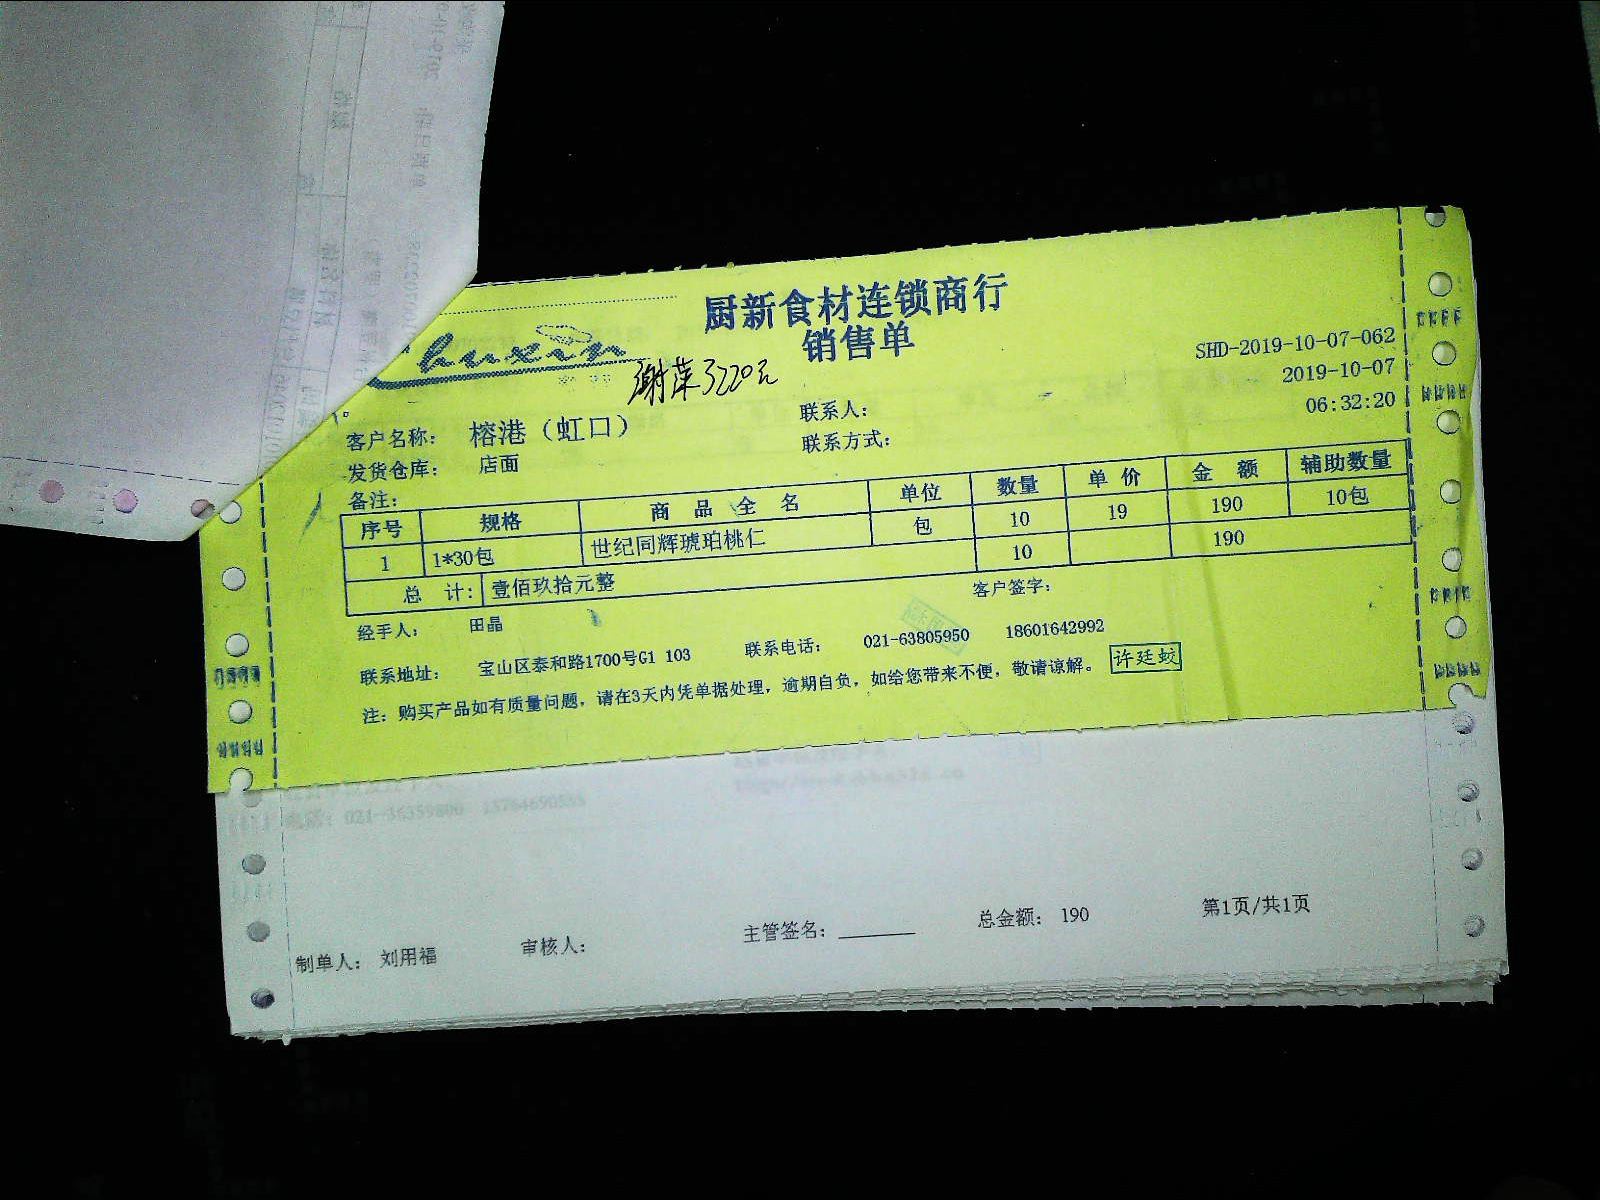 厨新食材连锁商行
销售单
Chuxin
谢萍3220元
SHD-2019-10-07-062
2019-10-07
06:32:20
客户名称： 榕港（虹口）
联系人：
发货仓库： 店面
联系方式：
备注：
序号 规格 商品全名 单位 数量 单价 金额 辅助数量
1 1*30包 世纪同辉琥珀桃仁 包 10 19 190 10包
总计： 壹佰玖拾元整 10 190
经手人： 田晶 客户签字：
联系地址： 宝山区泰和路1700号G1 103 联系电话： 021-63805950 18601642992
注：购买产品如有质量问题，请在3天内凭单据处理，逾期自负，如给您带来不便，敬请谅解。 许廷蛟
制单人： 刘用福 审核人： 主管签名：______ 总金额： 190 第1页/共1页